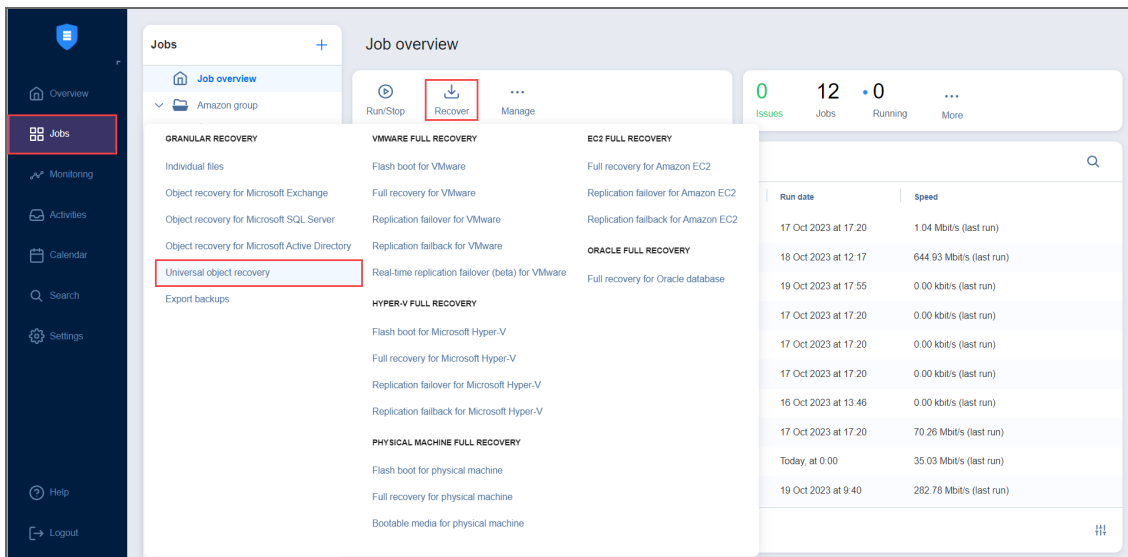 Overview
Jobs
Monitoring
Activities
Calendar
Search
Settings
Help
Logout
Jobs
+
Job overview
Amazon group
Job overview
Run/Stop
Recover
Manage
0
Issues
12
Jobs
0
Running
More
GRANULAR RECOVERY
Individual files
Object recovery for Microsoft Exchange
Object recovery for Microsoft SQL Server
Object recovery for Microsoft Active Directory
Universal object recovery
Export backups
VMWARE FULL RECOVERY
Flash boot for VMware
Full recovery for VMware
Replication failover for VMware
Replication failback for VMware
Real-time replication failover (beta) for VMware
HYPER-V FULL RECOVERY
Flash boot for Microsoft Hyper-V
Full recovery for Microsoft Hyper-V
Replication failover for Microsoft Hyper-V
Replication failback for Microsoft Hyper-V
PHYSICAL MACHINE FULL RECOVERY
Flash boot for physical machine
Full recovery for physical machine
Bootable media for physical machine
EC2 FULL RECOVERY
Full recovery for Amazon EC2
Replication failover for Amazon EC2
Replication failback for Amazon EC2
ORACLE FULL RECOVERY
Full recovery for Oracle database
Run date Speed
17 Oct 2023 at 17:20 1.04 Mbit/s (last run)
18 Oct 2023 at 12:17 644.93 Mbit/s (last run)
19 Oct 2023 at 17:55 0.00 kbit/s (last run)
17 Oct 2023 at 17:20 0.00 kbit/s (last run)
17 Oct 2023 at 17:20 0.00 kbit/s (last run)
17 Oct 2023 at 17:20 0.00 kbit/s (last run)
16 Oct 2023 at 13:46 0.00 kbit/s (last run)
17 Oct 2023 at 17:20 70.26 Mbit/s (last run)
Today, at 0:00 35.03 Mbit/s (last run)
19 Oct 2023 at 9:40 282.78 Mbit/s (last run)